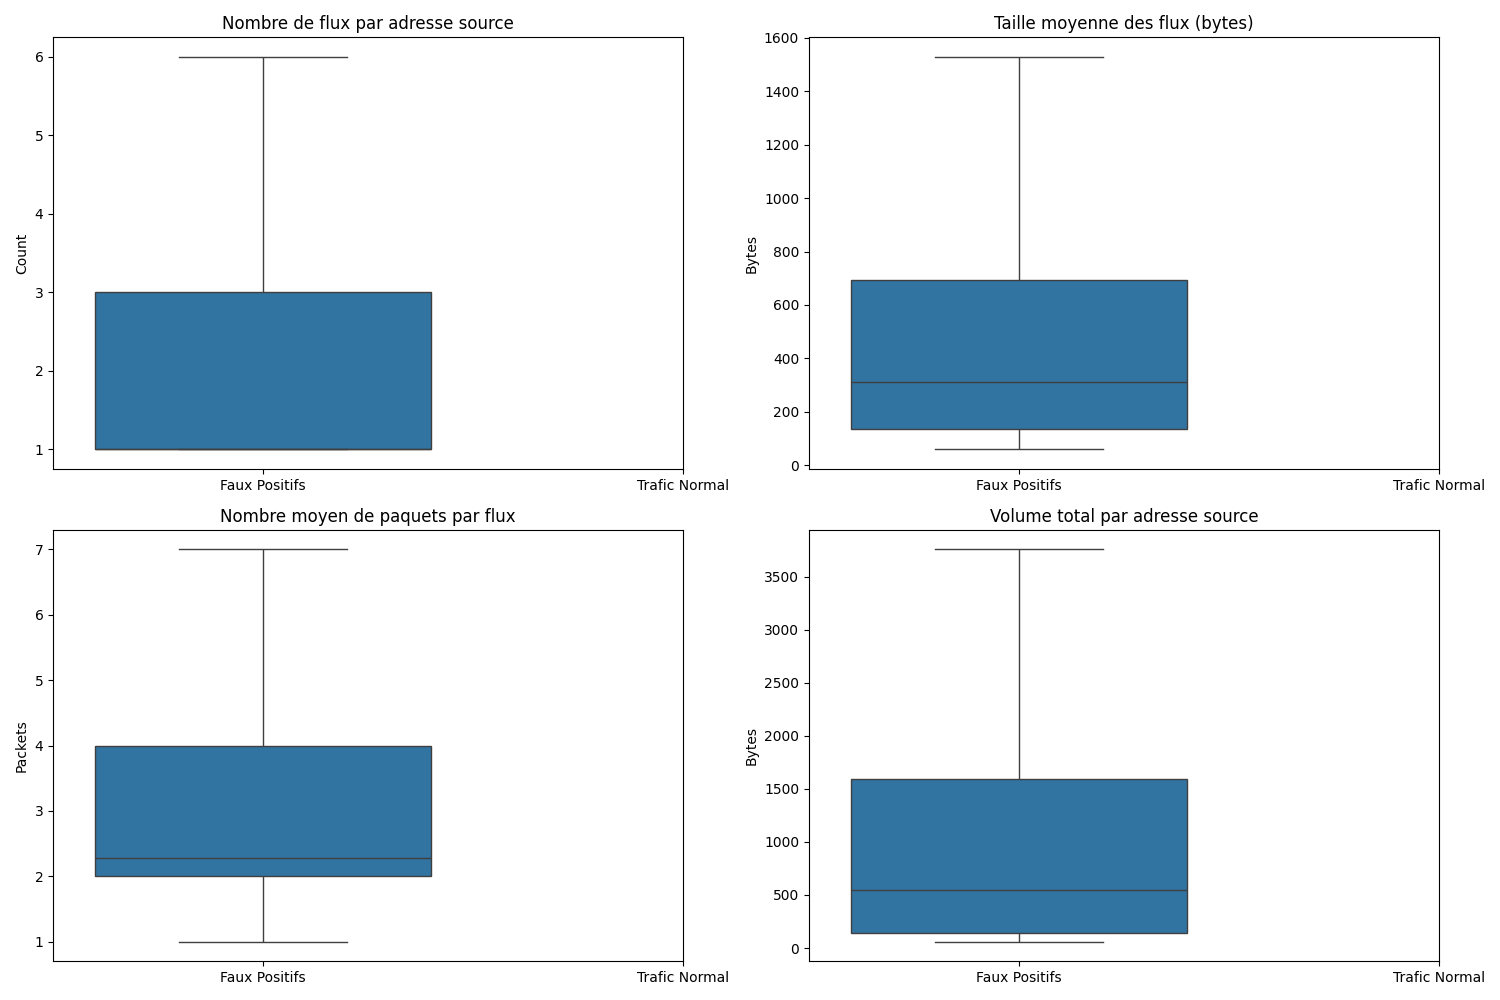 Nombre de flux par adresse source
Count
6
5
4
3
2
1
Faux Positifs
Trafic Normal
Taille moyenne des flux (bytes)
Bytes
1600
1400
1200
1000
800
600
400
200
0
Faux Positifs
Trafic Normal
Nombre moyen de paquets par flux
Packets
7
6
5
4
3
2
1
Faux Positifs
Trafic Normal
Volume total par adresse source
Bytes
3500
3000
2500
2000
1500
1000
500
0
Faux Positifs
Trafic Normal